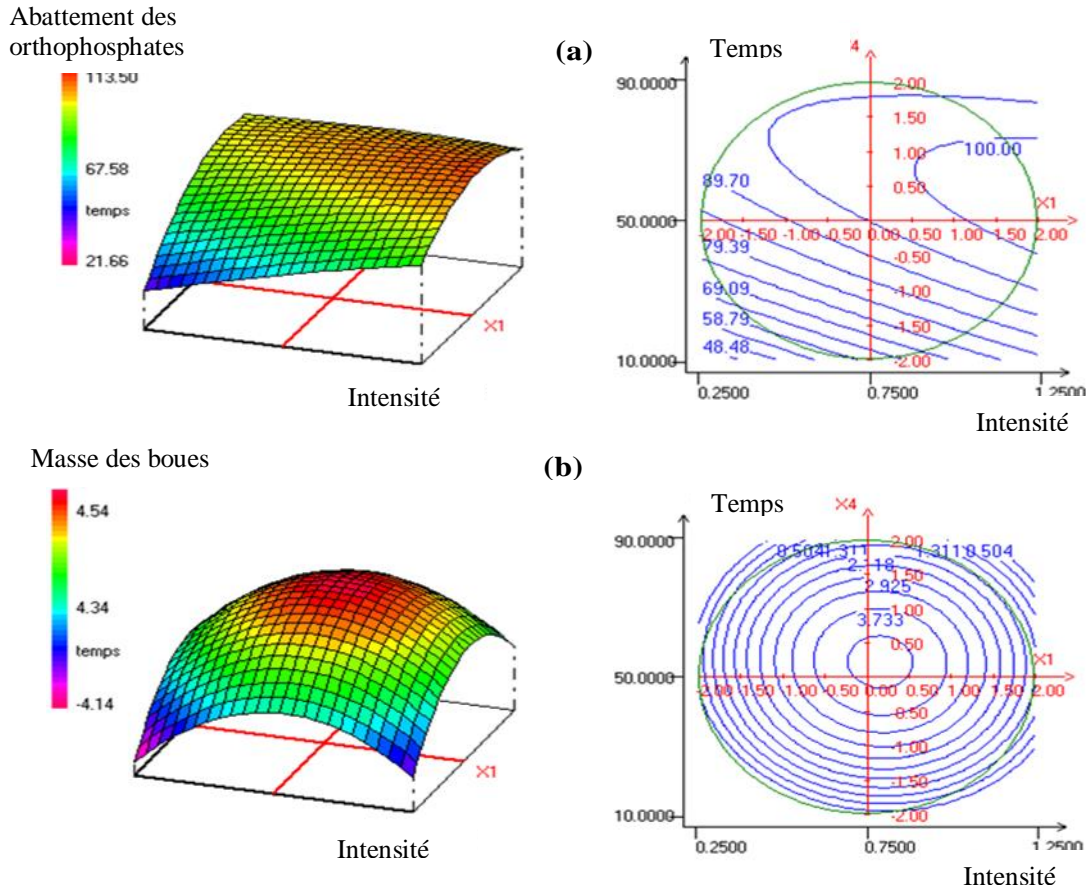 Abattement des
orthophosphates
113.50
67.58
temps
21.66
X1
Intensité
(a)
Temps
90.0000
50.0000
10.0000
2.00
1.50
1.00
0.50
-0.50
-1.00
-1.50
-2.00
-2.00 -1.50 -1.00 -0.50 0.00 0.50 1.00 1.50 2.00
X1
100.00
89.70
79.39
69.09
58.79
48.48
0.2500 0.7500 1.2500
Intensité
Masse des boues
4.54
4.34
temps
-4.14
X1
Intensité
(b)
Temps
X4
90.0000
50.0000
10.0000
0.504 1.311 1.311 0.504
2.925
3.733
2.00
1.50
1.00
0.50
-0.50
-1.00
-1.50
-2.00
-2.00 -1.50 -1.00 -0.50 0.00 0.50 1.00 1.50 2.00
X1
0.2500 0.7500 1.2500
Intensité